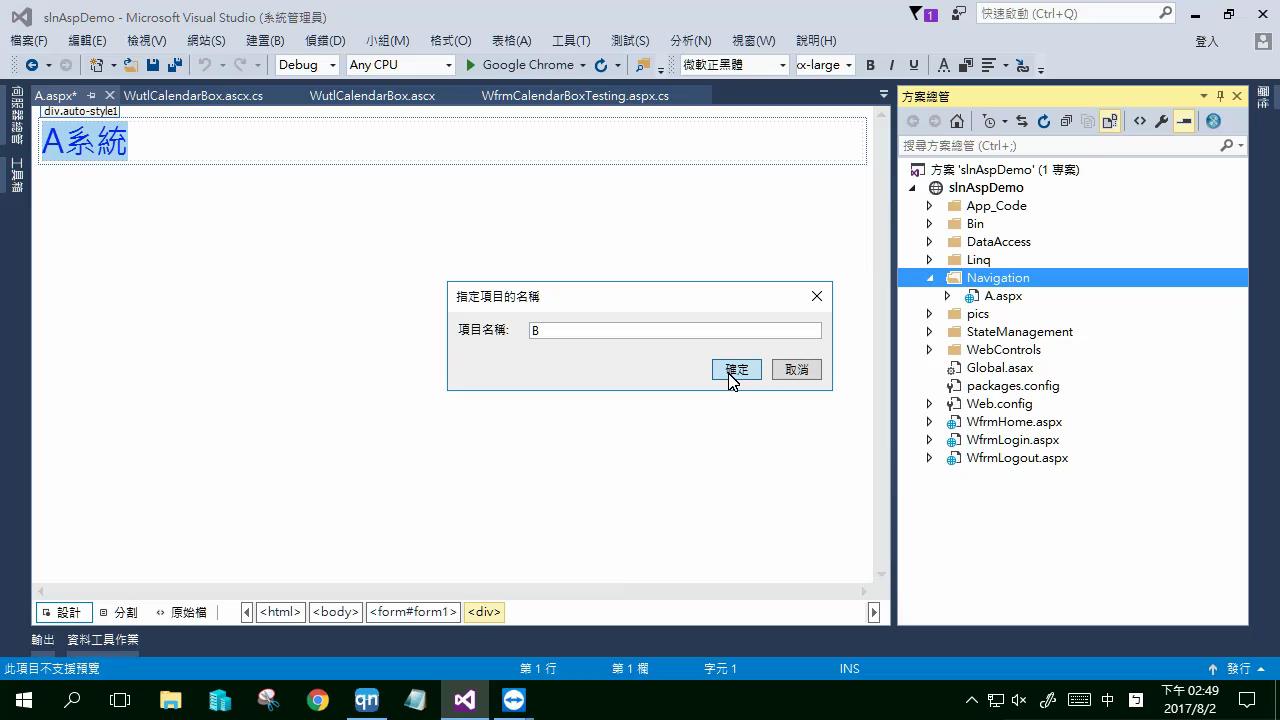 slnAspDemo - Microsoft Visual Studio (系統管理員)
1
快速啟動 (Ctrl+Q)
檔案(F) 編輯(E) 檢視(V) 網站(S) 建置(B) 偵錯(D) 小組(M) 格式(O) 表格(A) 工具(T) 測試(S) 分析(N) 視窗(W) 說明(H)
登入
Debug Any CPU Google Chrome 微軟正黑體 xx-large B I U A
伺服器總管
工具箱
A.aspx* WutlCalendarBox.ascx.cs WutlCalendarBox.ascx WfrmCalendarBoxTesting.aspx.cs
div.auto-style1
A系統
指定項目的名稱
項目名稱: B
確定 取消
方案總管
搜尋方案總管 (Ctrl+;)
方案 'slnAspDemo' (1 專案)
slnAspDemo
App_Code
Bin
DataAccess
Linq
Navigation
A.aspx
pics
StateManagement
WebControls
Global.asax
packages.config
Web.config
WfrmHome.aspx
WfrmLogin.aspx
WfrmLogout.aspx
設計 分割 原始檔 <html> <body> <form#form1> <div>
輸出 資料工具作業
此項目不支援預覽 第 1 行 第 1 欄 字元 1 INS 發行
qn
中
下午 02:49
2017/8/2